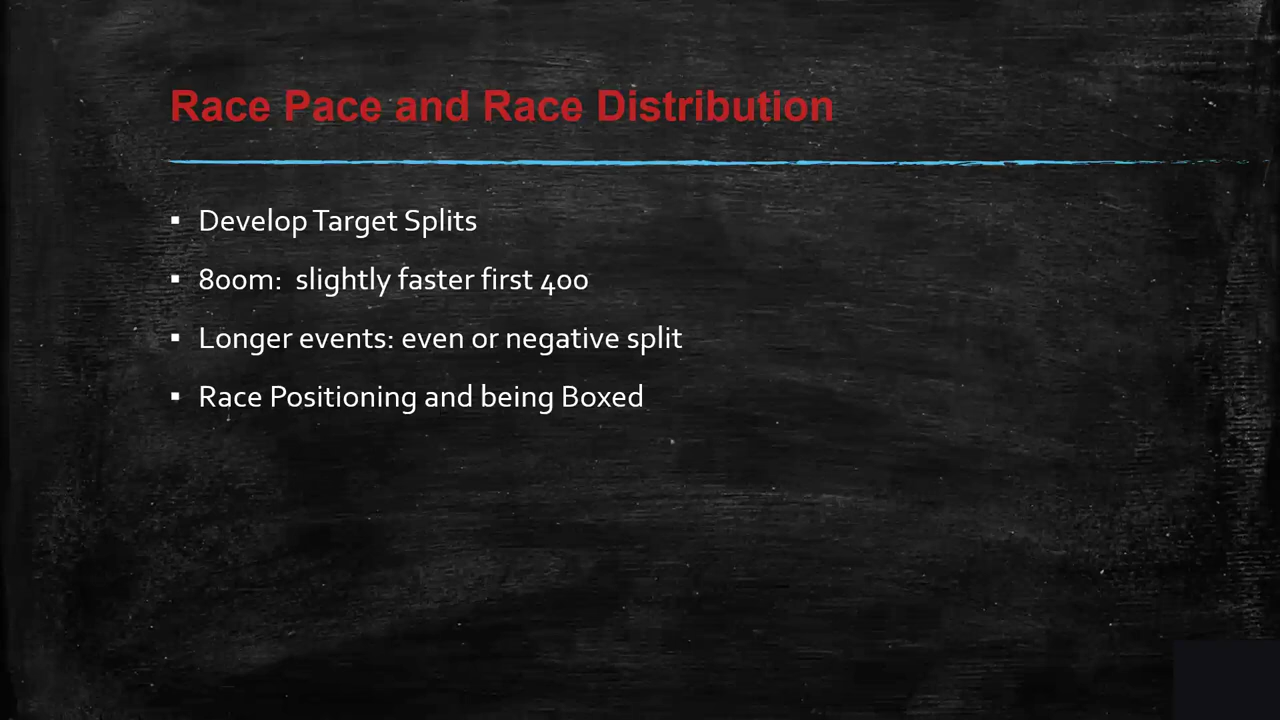 Race Pace and Race Distribution
▪ Develop Target Splits
▪ 800m:  slightly faster first 400
▪ Longer events: even or negative split
▪ Race Positioning and being Boxed